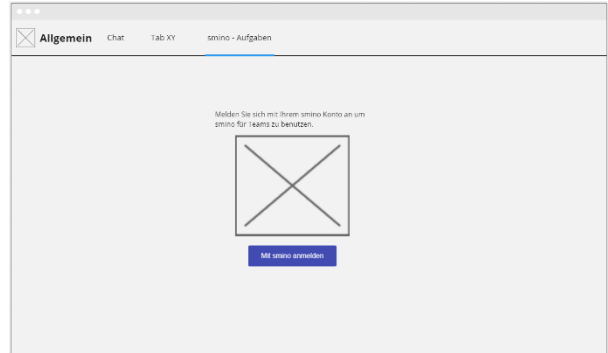 Allgemein Chat Tab XY smino - Aufgaben
Melden Sie sich mit Ihrem smino Konto an um
smino für Teams zu benutzen.
Mit smino anmelden